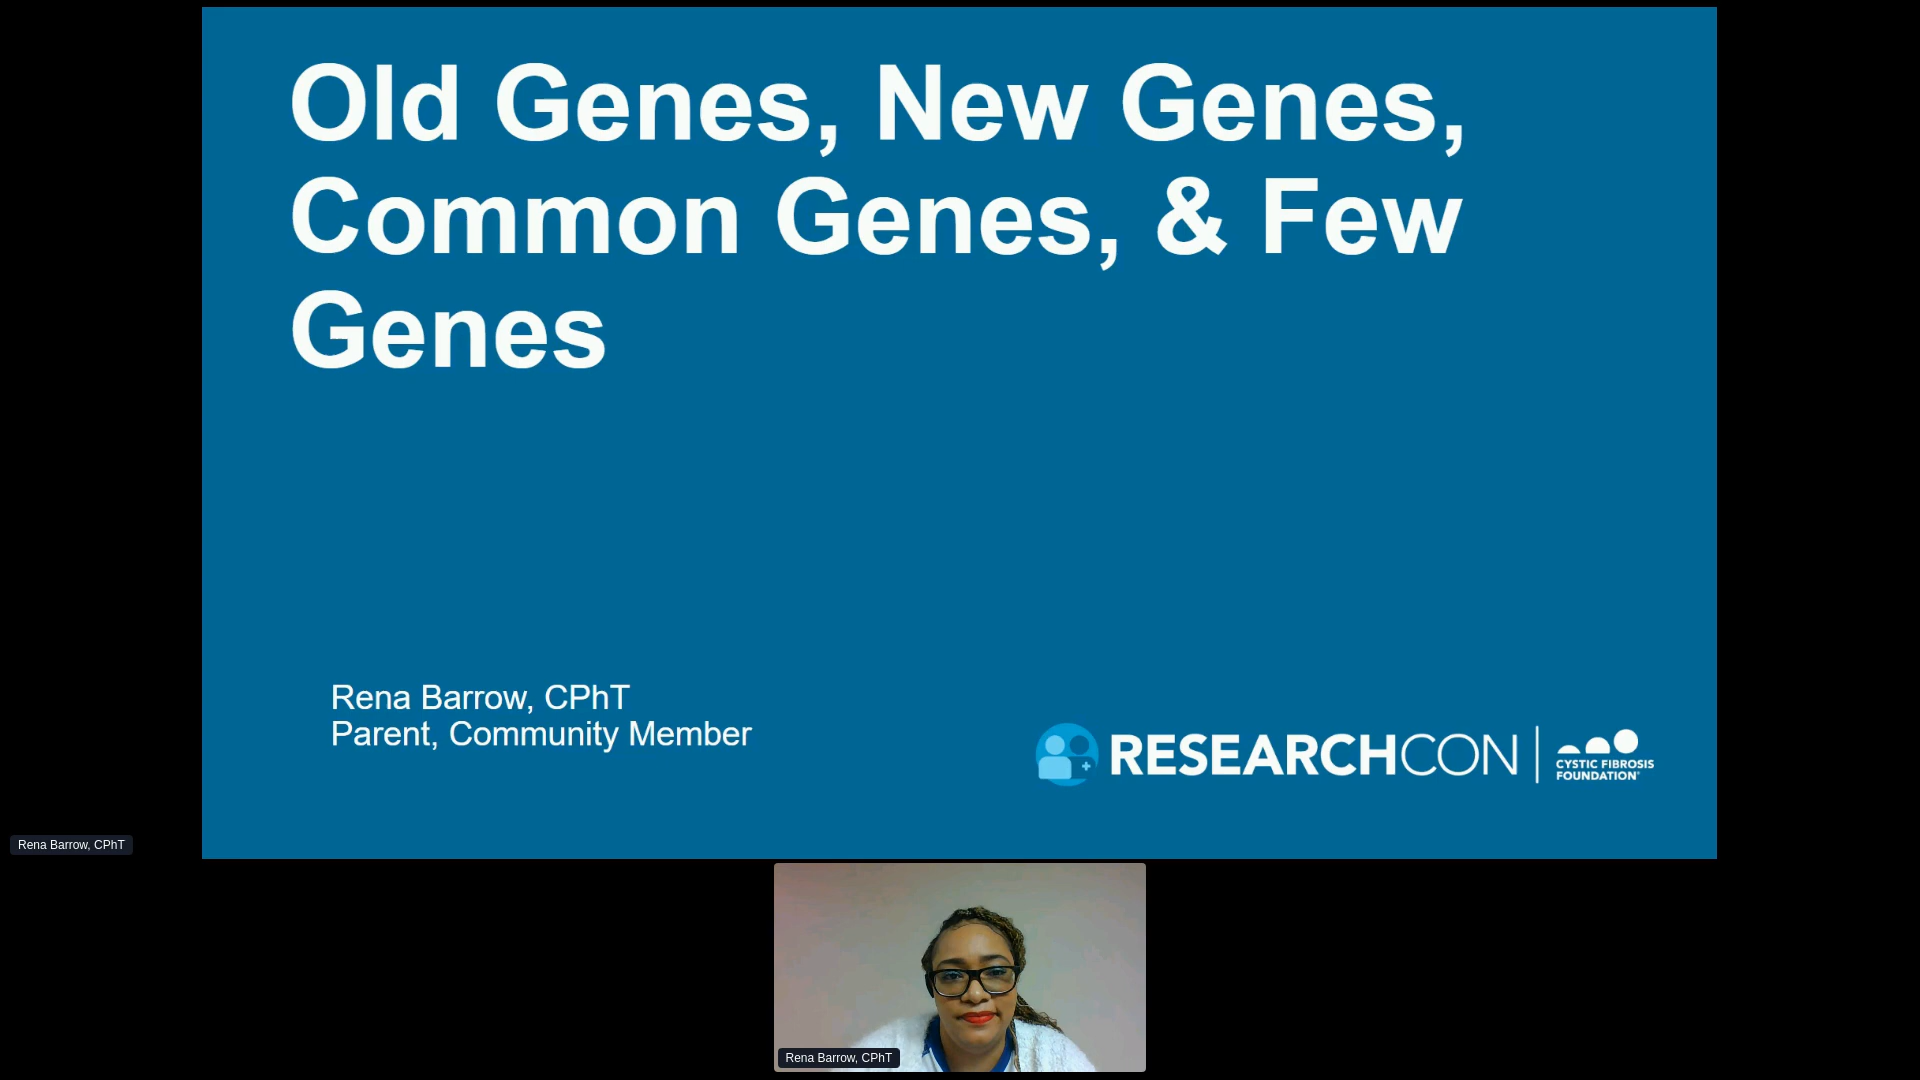 Old Genes, New Genes,
Common Genes, & Few
Genes
Rena Barrow, CPhT
Parent, Community Member
RESEARCHCON
CYSTIC FIBROSIS
FOUNDATION®
Rena Barrow, CPhT
Rena Barrow, CPhT